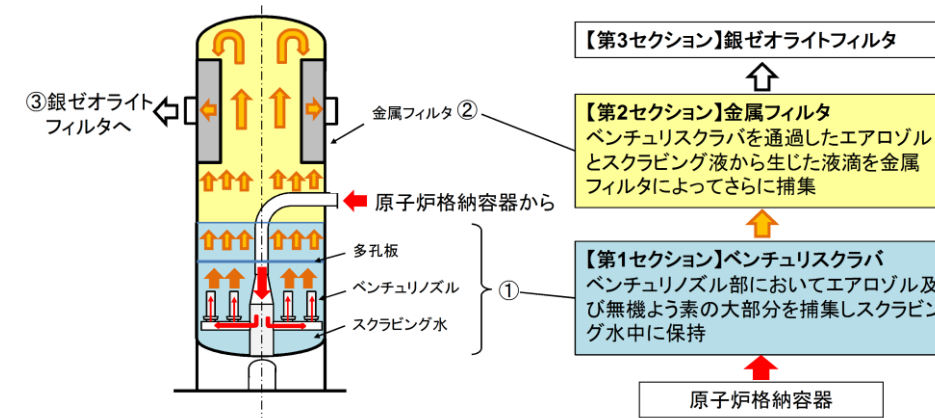 ③銀ゼオライト
フィルタへ
金属フィルタ ②
原子炉格納容器から
多孔板
ベンチュリノズル
①
スクラビング水
【第3セクション】銀ゼオライトフィルタ
【第2セクション】金属フィルタ
ベンチュリスクラバを通過したエアロゾル
とスクラビング液から生じた液滴を金属
フィルタによってさらに捕集
【第1セクション】ベンチュリスクラバ
ベンチュリノズル部においてエアロゾル及
び無機よう素の大部分を捕集しスクラビン
グ水中に保持
原子炉格納容器